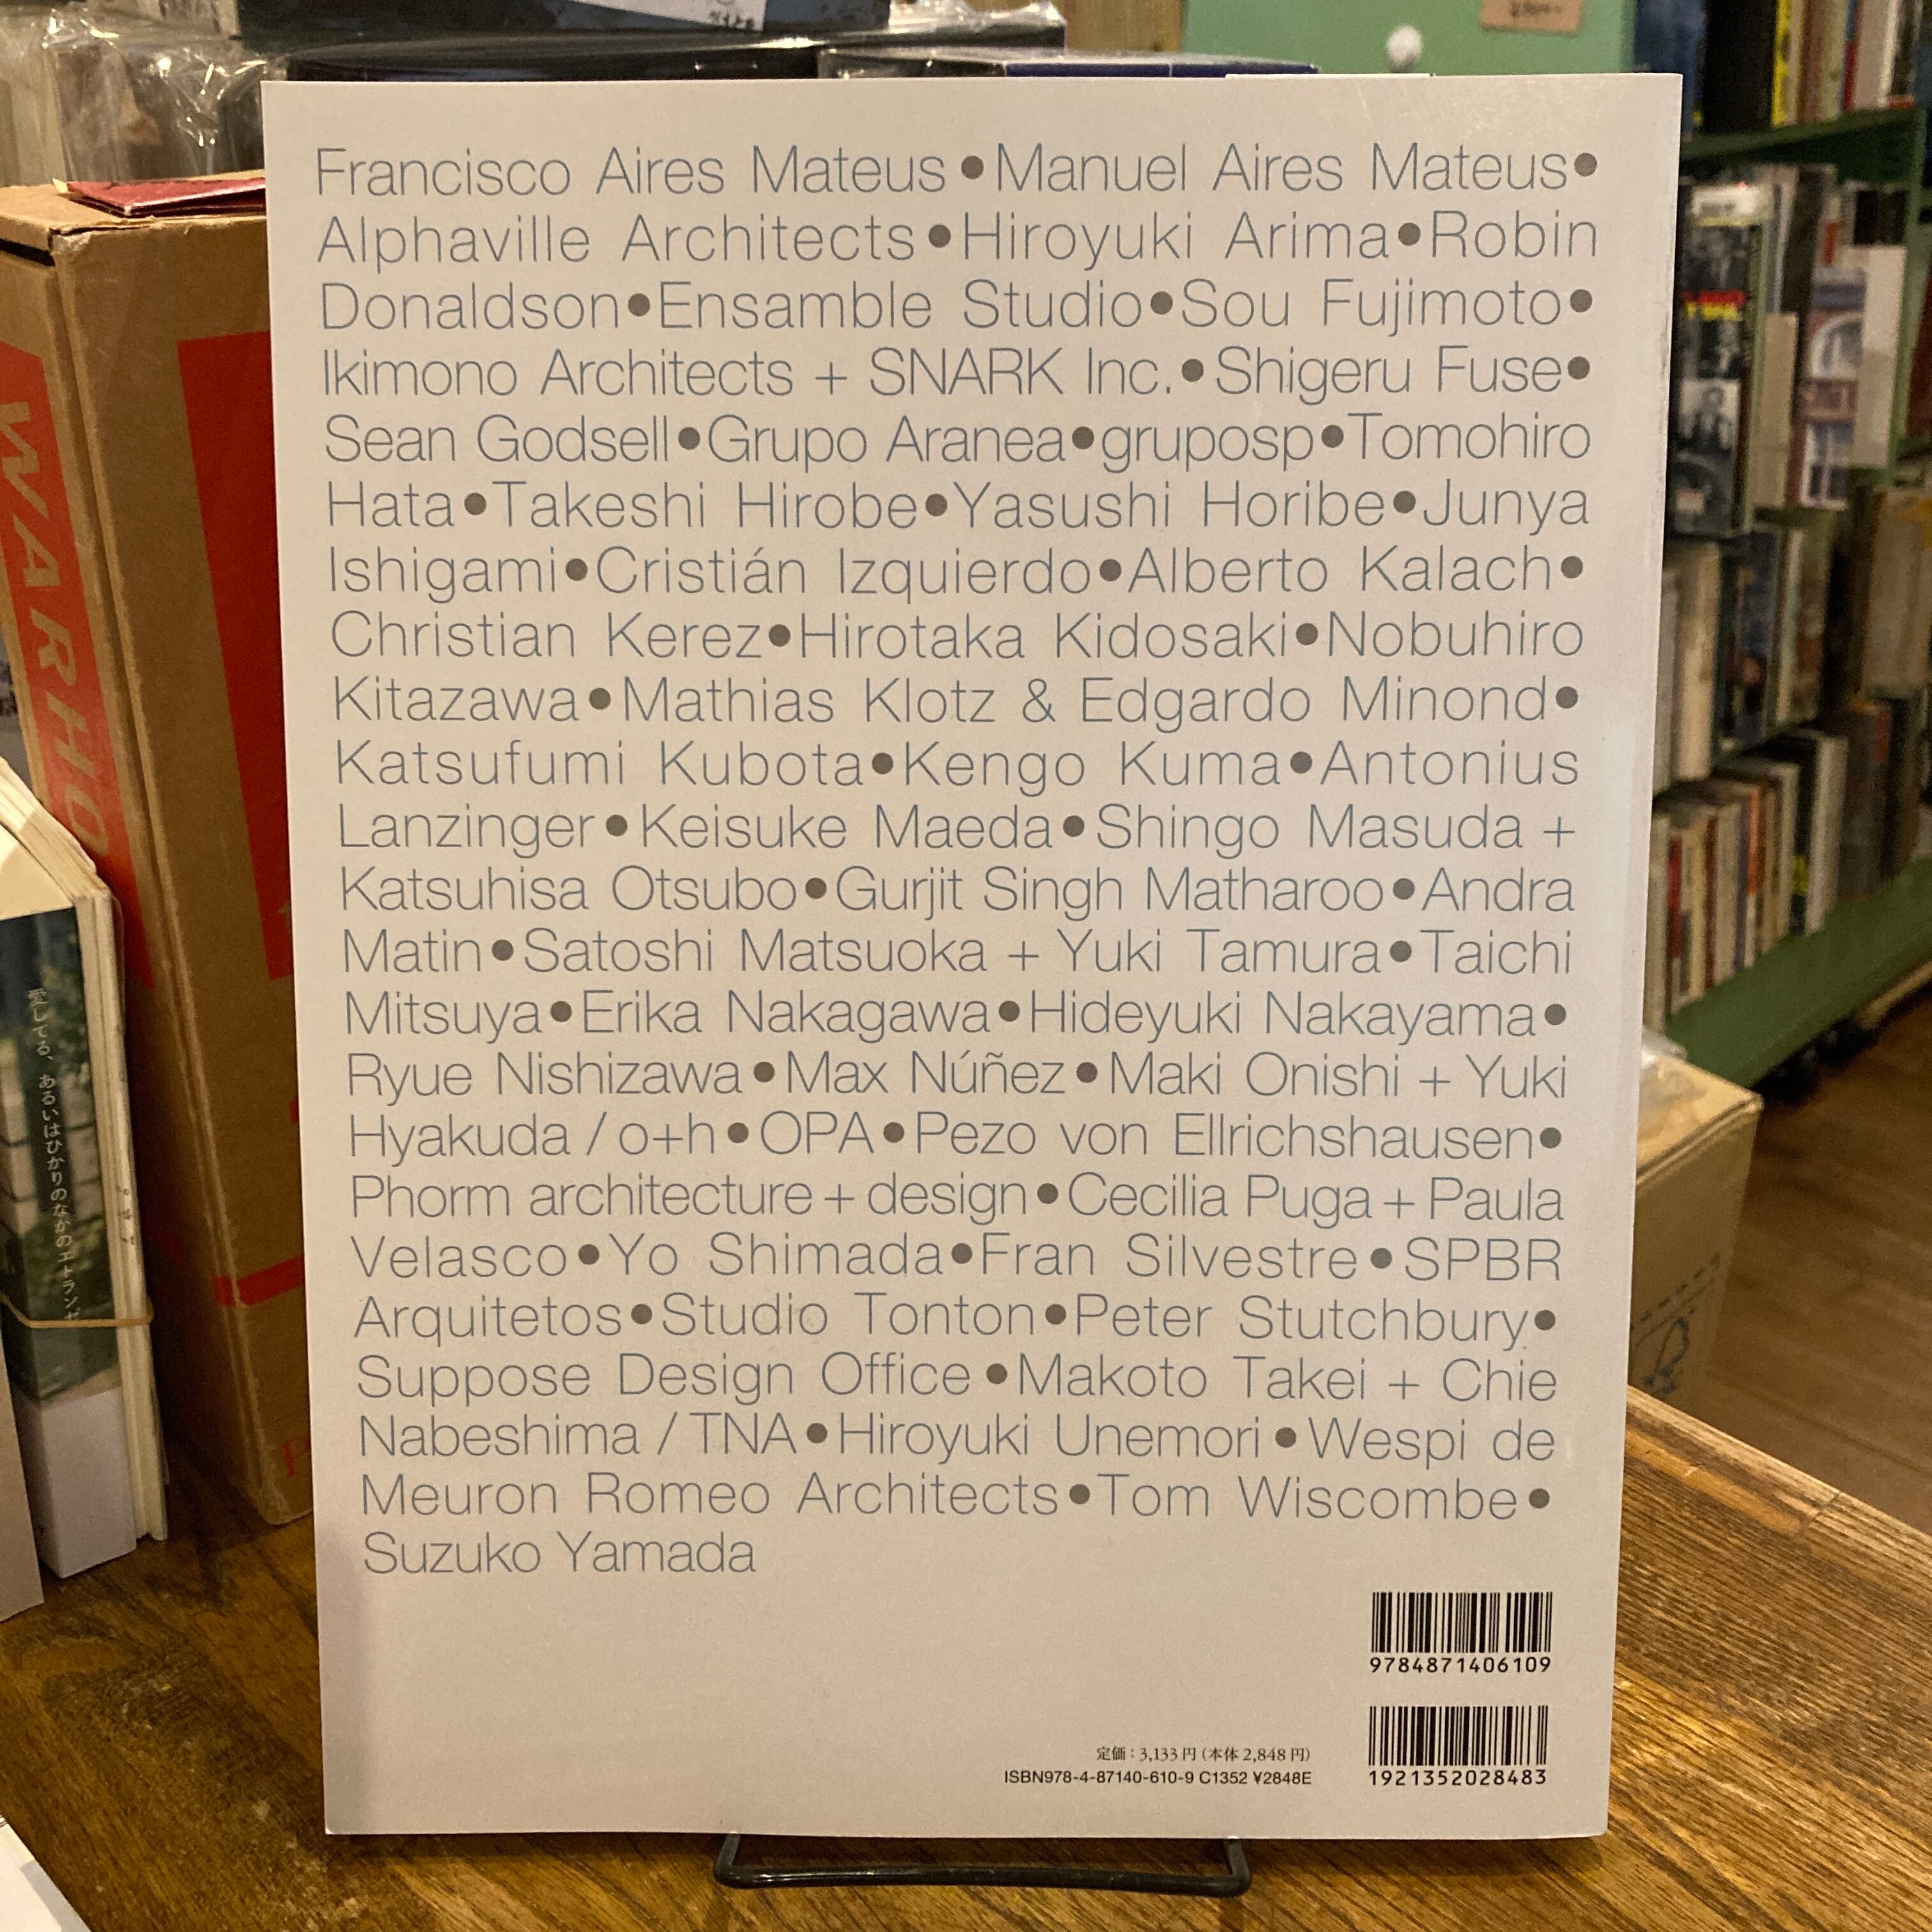 Francisco Aires Mateus●Manuel Aires Mateus●
Alphaville Architects●Hiroyuki Arima●Robin
Donaldson●Ensamble Studio●Sou Fujimoto●
Ikimono Architects + SNARK Inc.●Shigeru Fuse●
Sean Godsell●Grupo Aranea●gruposp●Tomohiro
Hata●Takeshi Hirobe●Yasushi Horibe●Junya
Ishigami●Cristián Izquierdo●Alberto Kalach●
Christian Kerez●Hirotaka Kidosaki●Nobuhiro
Kitazawa●Mathias Klotz & Edgardo Minond●
Katsufumi Kubota●Kengo Kuma●Antonius
Lanzinger●Keisuke Maeda●Shingo Masuda +
Katsuhisa Otsubo●Gurjit Singh Matharoo●Andra
Matin●Satoshi Matsuoka + Yuki Tamura●Taichi
Mitsuya●Erika Nakagawa●Hideyuki Nakayama●
Ryue Nishizawa●Max Núñez●Maki Onishi + Yuki
Hyakuda / o+h●OPA●Pezo von Ellrichshausen●
Phorm architecture + design●Cecilia Puga + Paula
Velasco●Yo Shimada●Fran Silvestre●SPBR
Arquitetos●Studio Tonton●Peter Stutchbury●
Suppose Design Office●Makoto Takei + Chie
Nabeshima / TNA●Hiroyuki Unemori●Wespi de
Meuron Romeo Architects●Tom Wiscombe●
Suzuko Yamada
9784871406109
定価：3,133円（本体2,848円）
ISBN978-4-87140-610-9 C1352 ¥2848E
1921352028483
WARHO
愛してる、あるいはひかりのなかのエトランゼ